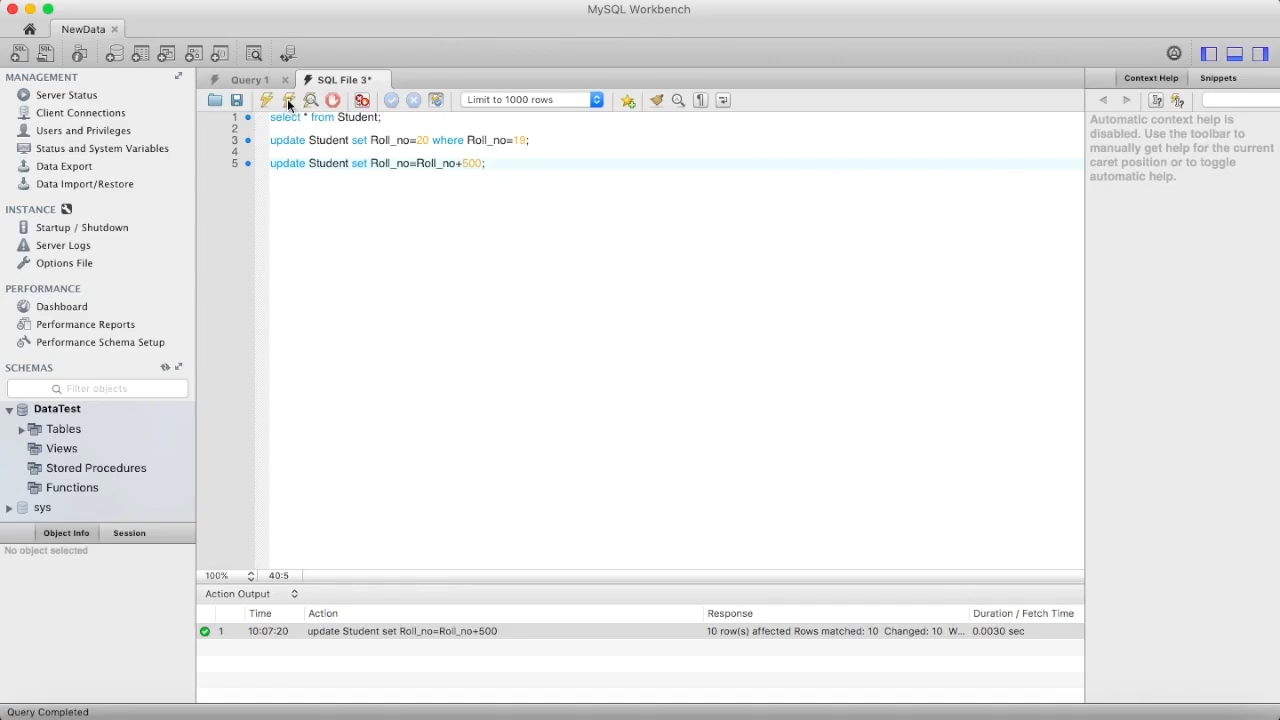 MySQL Workbench
NewData
MANAGEMENT
Server Status
Client Connections
Users and Privileges
Status and System Variables
Data Export
Data Import/Restore
INSTANCE
Startup / Shutdown
Server Logs
Options File
PERFORMANCE
Dashboard
Performance Reports
Performance Schema Setup
SCHEMAS
Filter objects
DataTest
Tables
Views
Stored Procedures
Functions
sys
Object Info Session
No object selected
Query 1 SQL File 3*
Limit to 1000 rows
1 select * from Student;
2
3 update Student set Roll_no=20 where Roll_no=19;
4
5 update Student set Roll_no=Roll_no+500;
100% 40:5
Action Output
Time Action Response Duration / Fetch Time
1 10:07:20 update Student set Roll_no=Roll_no+500 10 row(s) affected Rows matched: 10 Changed: 10 W... 0.0030 sec
Context Help Snippets
Automatic context help is
disabled. Use the toolbar to
manually get help for the current
caret position or to toggle
automatic help.
Query Completed